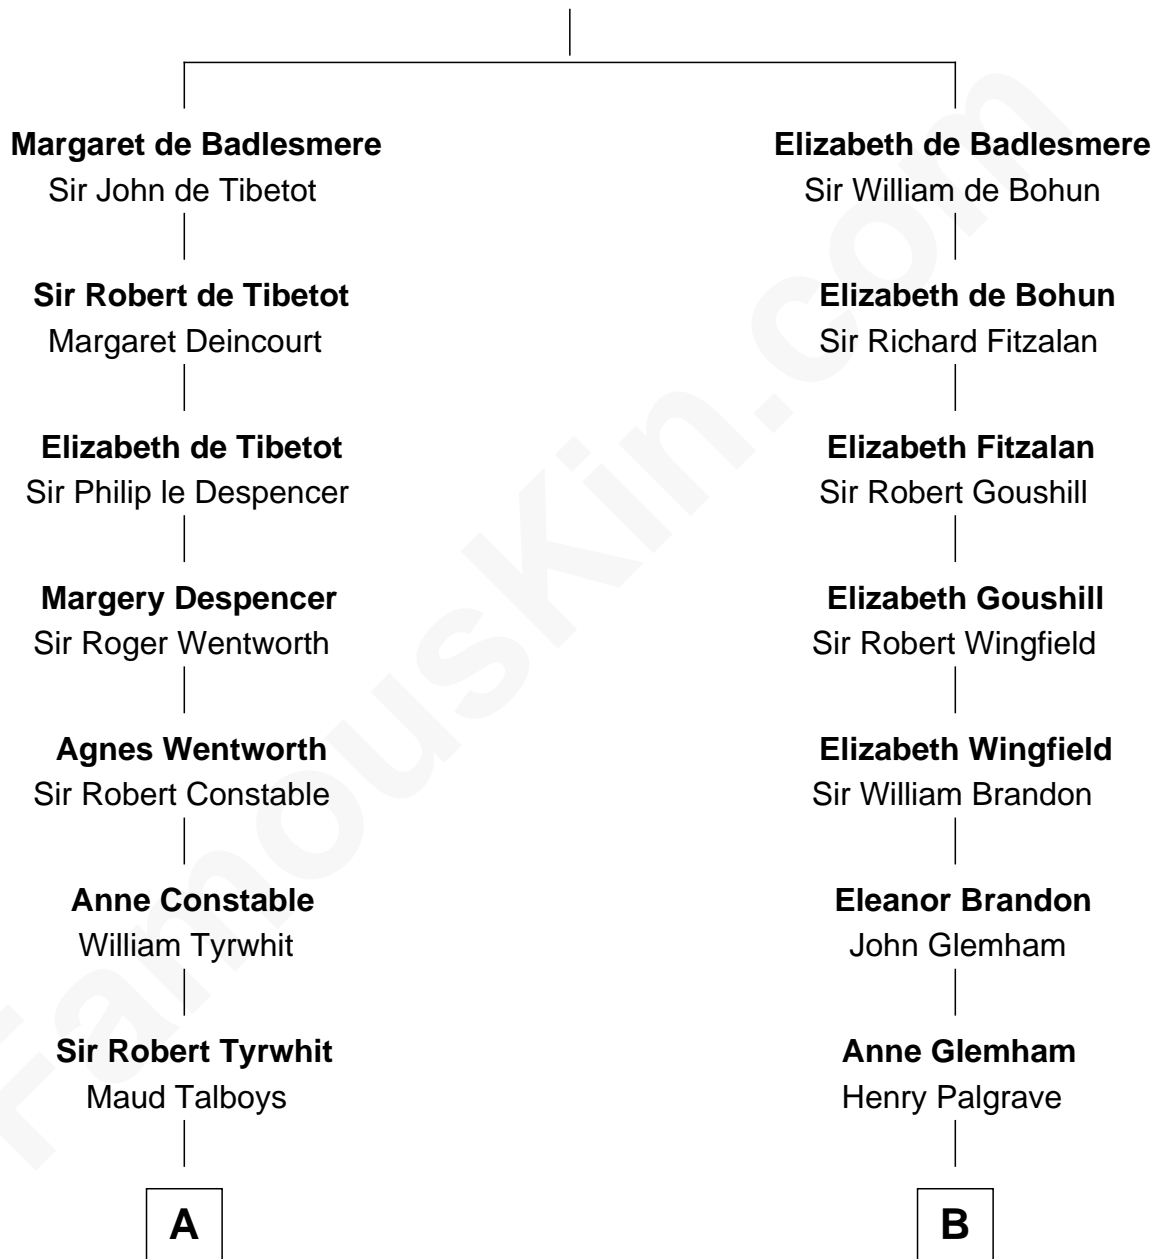 Margaret de Badlesmere
Sir John de Tibetot
Sir Robert de Tibetot
Margaret Deincourt
Elizabeth de Tibetot
Sir Philip le Despencer
Margery Despencer
Sir Roger Wentworth
Agnes Wentworth
Sir Robert Constable
Anne Constable
William Tyrwhit
Sir Robert Tyrwhit
Maud Talboys
A
Elizabeth de Badlesmere
Sir William de Bohun
Elizabeth de Bohun
Sir Richard Fitzalan
Elizabeth Fitzalan
Sir Robert Goushill
Elizabeth Goushill
Sir Robert Wingfield
Elizabeth Wingfield
Sir William Brandon
Eleanor Brandon
John Glemham
Anne Glemham
Henry Palgrave
B
FamousKin.com